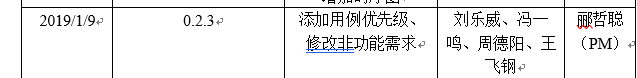 2019/1/9 0.2.3 添加用例优先级、 刘乐威、冯一 郦哲聪
修改非功能需求 鸣、周德阳、王 （PM）
飞钢